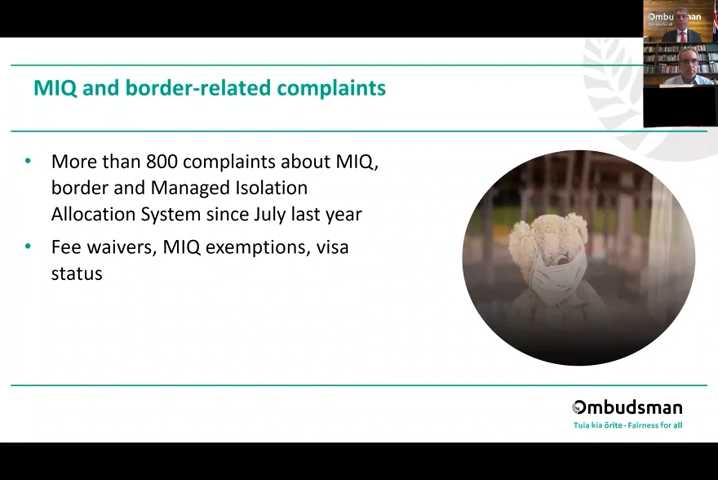 Ombudsman
MIQ and border-related complaints
• More than 800 complaints about MIQ,
border and Managed Isolation
Allocation System since July last year
• Fee waivers, MIQ exemptions, visa
status
Ombudsman
Tuia kia ōrite · Fairness for all